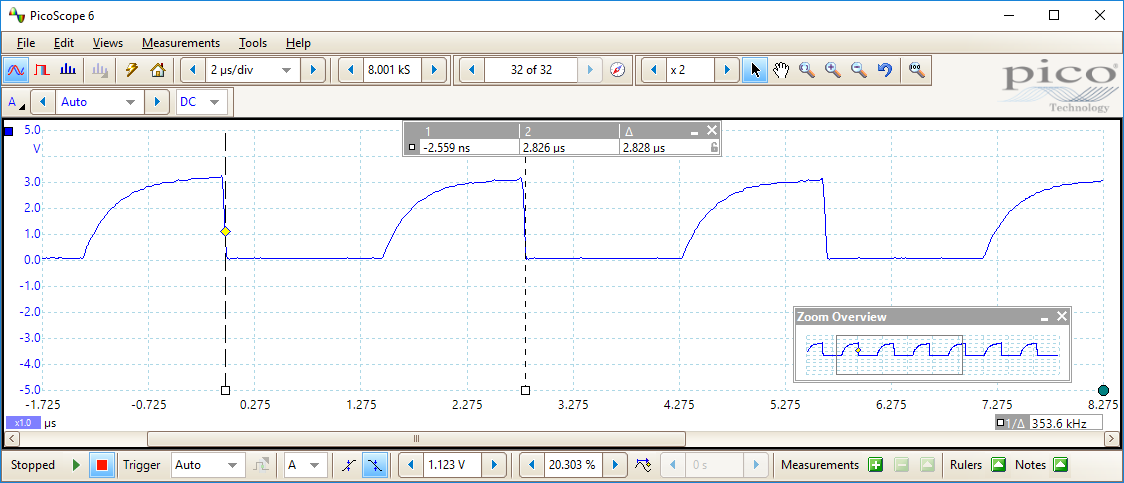 PicoScope 6
File Edit Views Measurements Tools Help
2 µs/div 8.001 kS 32 of 32 x 2
pico
Technology
A Auto DC
1 2 Δ
-2.559 ns 2.826 µs 2.828 µs
5.0
V
3.0
2.0
1.0
0.0
-1.0
-2.0
-3.0
-4.0
-5.0
Zoom Overview
-1.725 -0.725 0.275 1.275 2.275 3.275 4.275 5.275 6.275 7.275 8.275
x1.0 µs
1/Δ 353.6 kHz
Stopped Trigger Auto A 1.123 V 20.303 % 0 s Measurements Rulers Notes